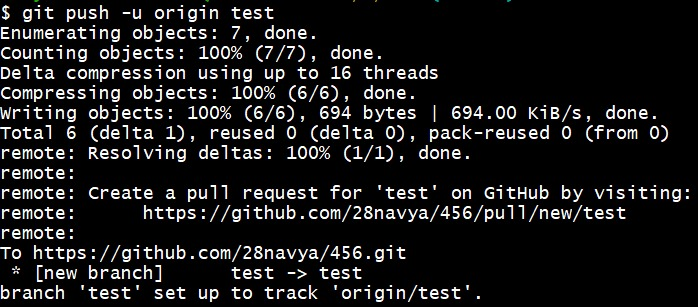 $ git push -u origin test
Enumerating objects: 7, done.
Counting objects: 100% (7/7), done.
Delta compression using up to 16 threads
Compressing objects: 100% (6/6), done.
Writing objects: 100% (6/6), 694 bytes | 694.00 KiB/s, done.
Total 6 (delta 1), reused 0 (delta 0), pack-reused 0 (from 0)
remote: Resolving deltas: 100% (1/1), done.
remote:
remote: Create a pull request for 'test' on GitHub by visiting:
remote:      https://github.com/28navya/456/pull/new/test
remote:
To https://github.com/28navya/456.git
 * [new branch]      test -> test
branch 'test' set up to track 'origin/test'.